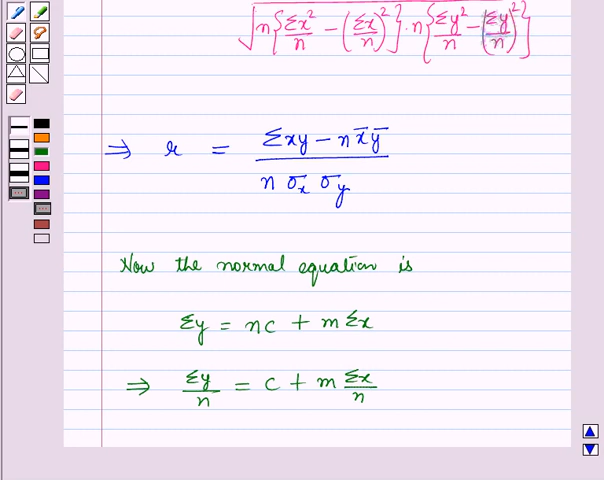 √(n{Σx²/n − (Σx/n)²}·n{Σy²/n − (Σy/n)²})
⇒ r = (Σxy − n x̄ ȳ) / (n σx σy)
Now the normal equation is
Σy = nc + mΣx
⇒ Σy/n = c + m Σx/n